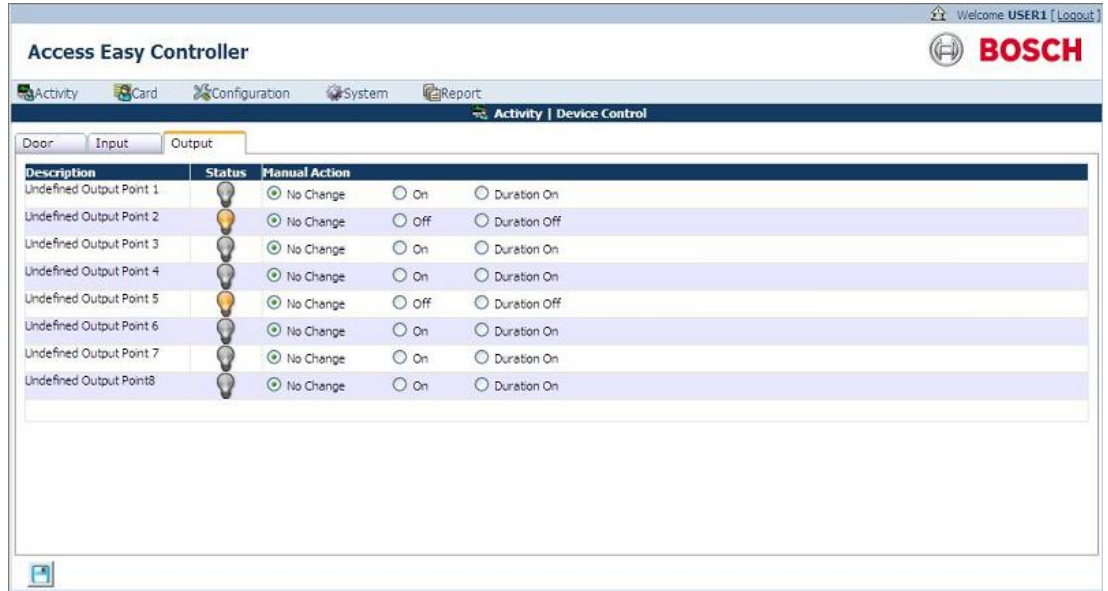 Welcome USER1 [ Logout ]
Access Easy Controller
BOSCH
Activity Card Configuration System Report
Activity | Device Control
Door Input Output
Description Status Manual Action
Undefined Output Point 1 No Change On Duration On
Undefined Output Point 2 No Change Off Duration Off
Undefined Output Point 3 No Change On Duration On
Undefined Output Point 4 No Change On Duration On
Undefined Output Point 5 No Change Off Duration Off
Undefined Output Point 6 No Change On Duration On
Undefined Output Point 7 No Change On Duration On
Undefined Output Point8 No Change On Duration On